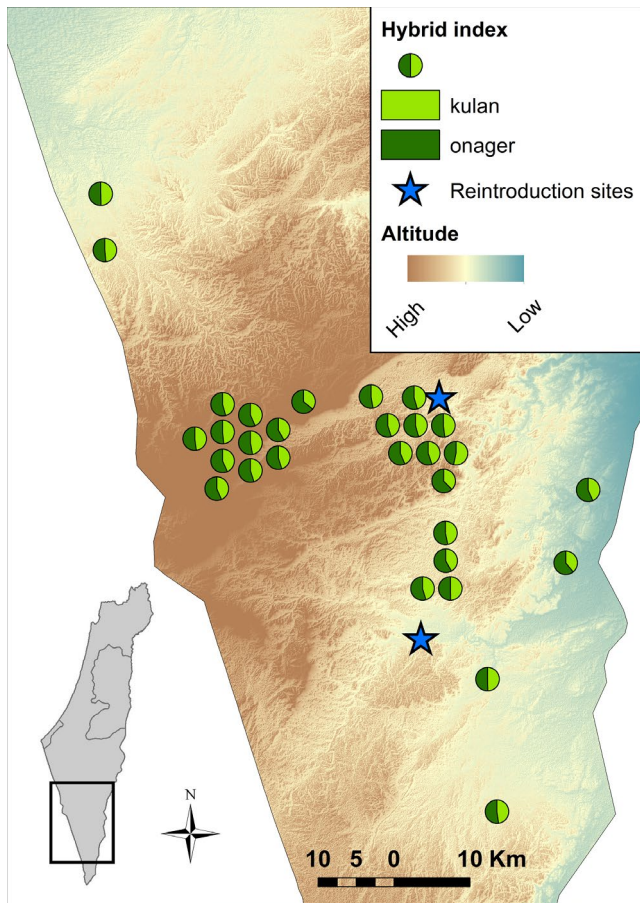 Hybrid index
kulan
onager
Reintroduction sites
Altitude
High
Low
N
10 5 0 10 Km